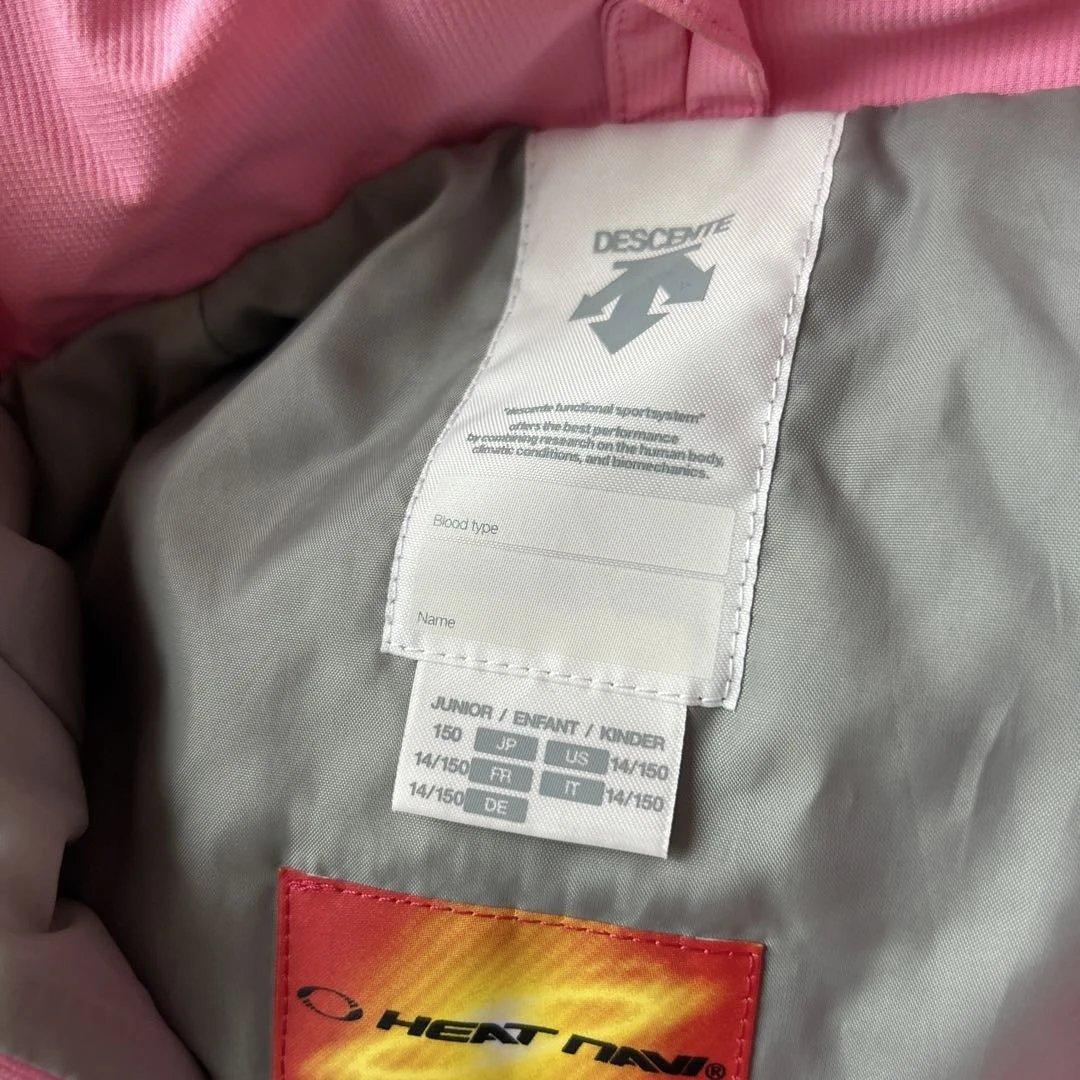 DESCENTE
"descente functional sportsystem"
offers the best performance
by combining research on the human body,
climatic conditions, and biomechanics.
Blood type
Name
JUNIOR / ENFANT / KINDER
150 JP US 14/150
14/150 FR IT 14/150
14/150 DE
HEAT NAVI®